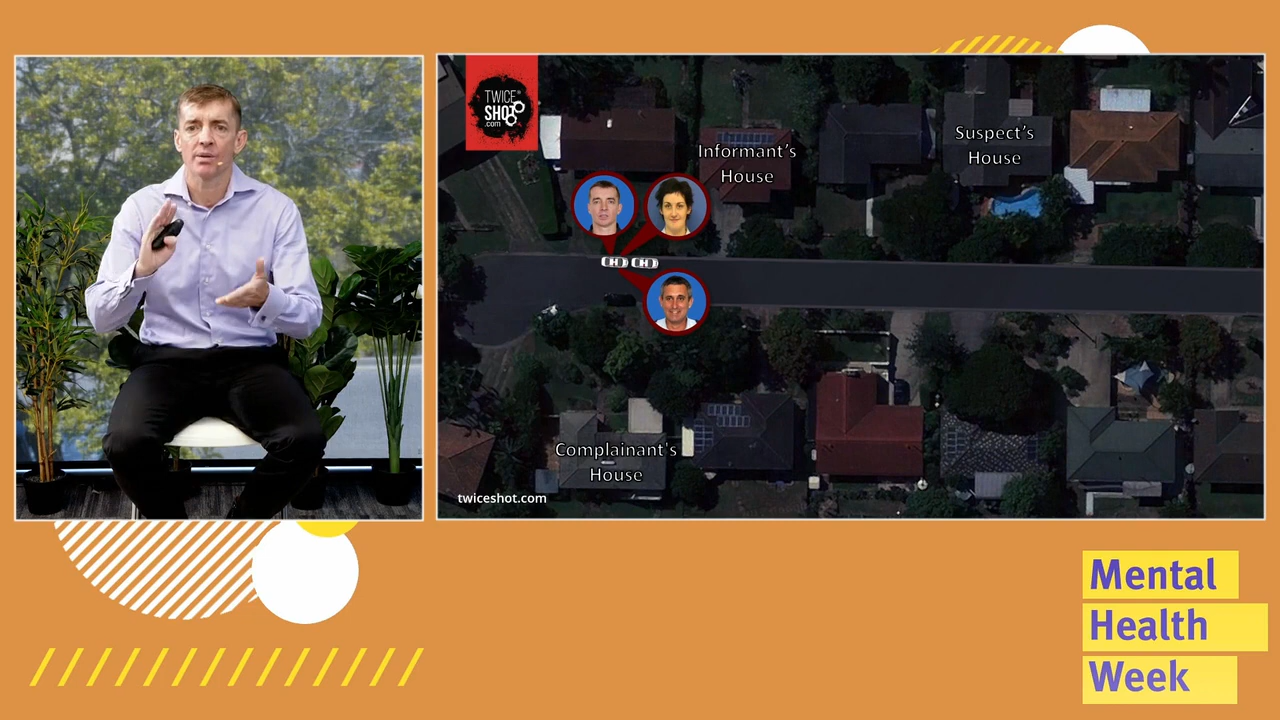 TWICE
SHOT
.com
Informant's
House
Suspect's
House
Complainant's
House
twiceshot.com
Mental
Health
Week